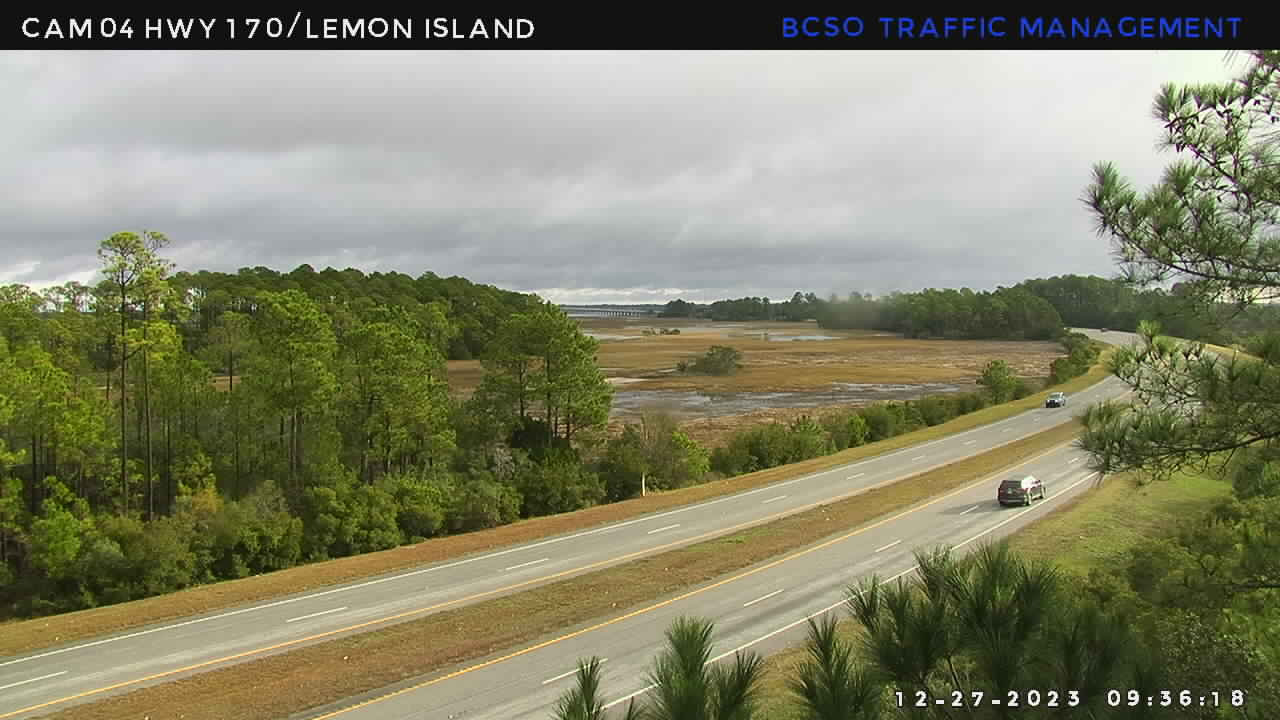 CAM04 HWY 170/LEMON ISLAND
BCSO TRAFFIC MANAGEMENT
12-27-2023 09:36:18